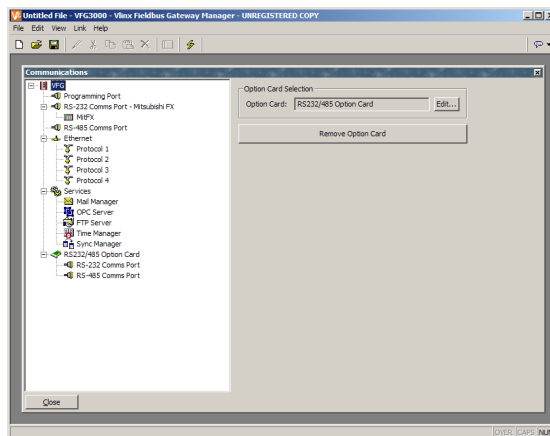 Untitled File - VFG3000 - Vlinx Fieldbus Gateway Manager - UNREGISTERED COPY
File Edit View Link Help
Communications
VFG
Programming Port
RS-232 Comms Port - Mitsubishi FX
MitFX
RS-485 Comms Port
Ethernet
Protocol 1
Protocol 2
Protocol 3
Protocol 4
Services
Mail Manager
OPC Server
FTP Server
Time Manager
Sync Manager
RS232/485 Option Card
RS-232 Comms Port
RS-485 Comms Port
Option Card Selection
Option Card: RS232/485 Option Card Edit...
Remove Option Card
Close
OVER CAPS NUM